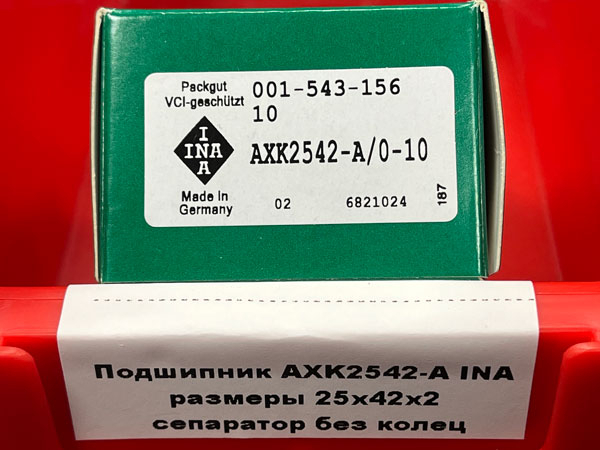 Packgut
VCI-geschützt
001-543-156
10
INA
INA
AXK2542-A/0-10
Made in
Germany
02
6821024
187
Подшипник AXK2542-A INA
размеры 25x42x2
сепаратор без колец